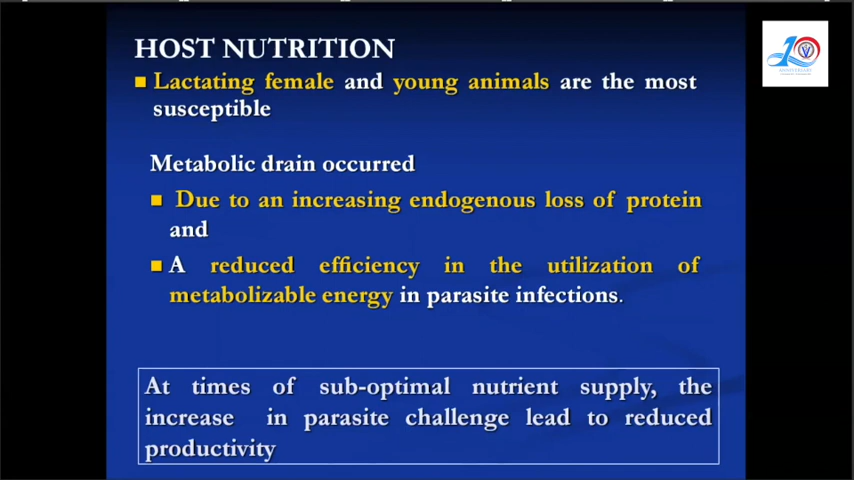 HOST NUTRITION
Lactating female and young animals are the most
susceptible
Metabolic drain occurred
Due to an increasing endogenous loss of protein
and
A reduced efficiency in the utilization of
metabolizable energy in parasite infections.
At times of sub-optimal nutrient supply, the
increase in parasite challenge lead to reduced
productivity
10
ANNIVERSARY